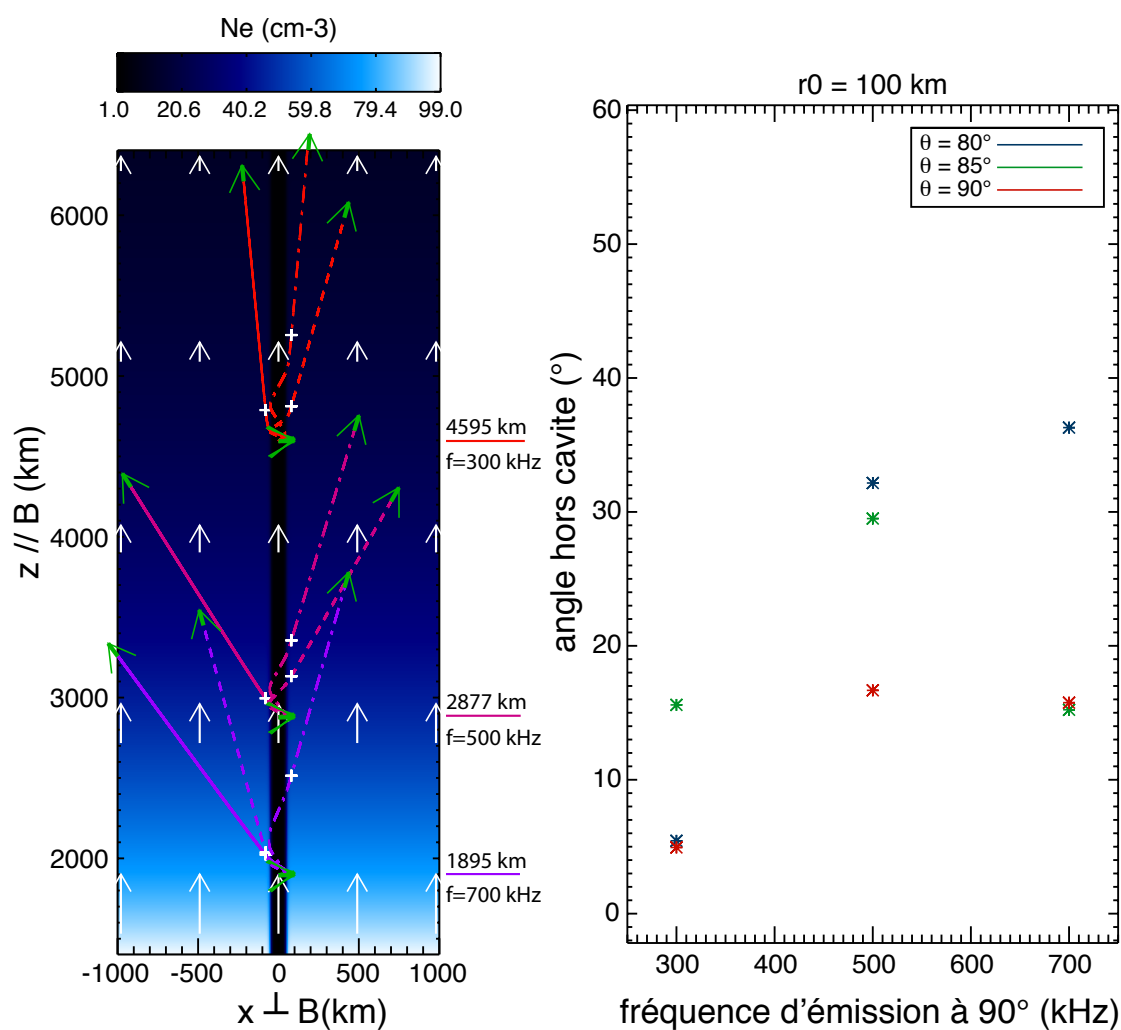 Ne (cm-3)
1.0 20.6 40.2 59.8 79.4 99.0
6000
5000
4000
3000
2000
z // B (km)
-1000 -500 0 500 1000
x ⊥ B(km)
4595 km
f=300 kHz
2877 km
f=500 kHz
1895 km
f=700 kHz
r0 = 100 km
θ = 80°
θ = 85°
θ = 90°
60
50
40
30
20
10
0
angle hors cavite (°)
300 400 500 600 700
fréquence d'émission à 90° (kHz)